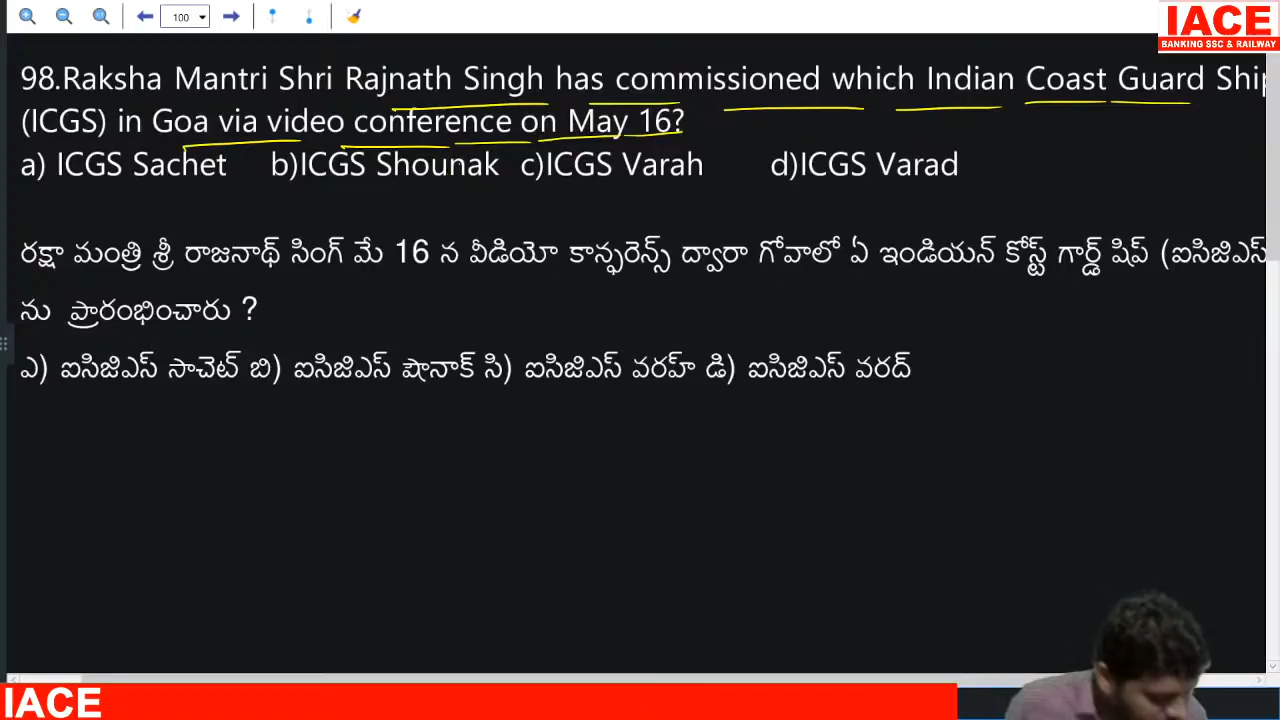 100
IACE
BANKING SSC & RAILWAY
98.Raksha Mantri Shri Rajnath Singh has commissioned which Indian Coast Guard Ship
(ICGS) in Goa via video conference on May 16?
a) ICGS Sachet b)ICGS Shounak c)ICGS Varah d)ICGS Varad
రక్షా మంత్రి శ్రీ రాజనాథ్ సింగ్ మే 16 న వీడియో కాన్ఫరెన్స్ ద్వారా గోవాలో ఏ ఇండియన్ కోస్ట్ గార్డ్ షిప్ (ఐసిజిఎస్
ను ప్రారంభించారు ?
ఎ) ఐసిజిఎస్ సాచెట్ బి) ఐసిజిఎస్ షౌనాక్ సి) ఐసిజిఎస్ వరహ్ డి) ఐసిజిఎస్ వరద్
IACE